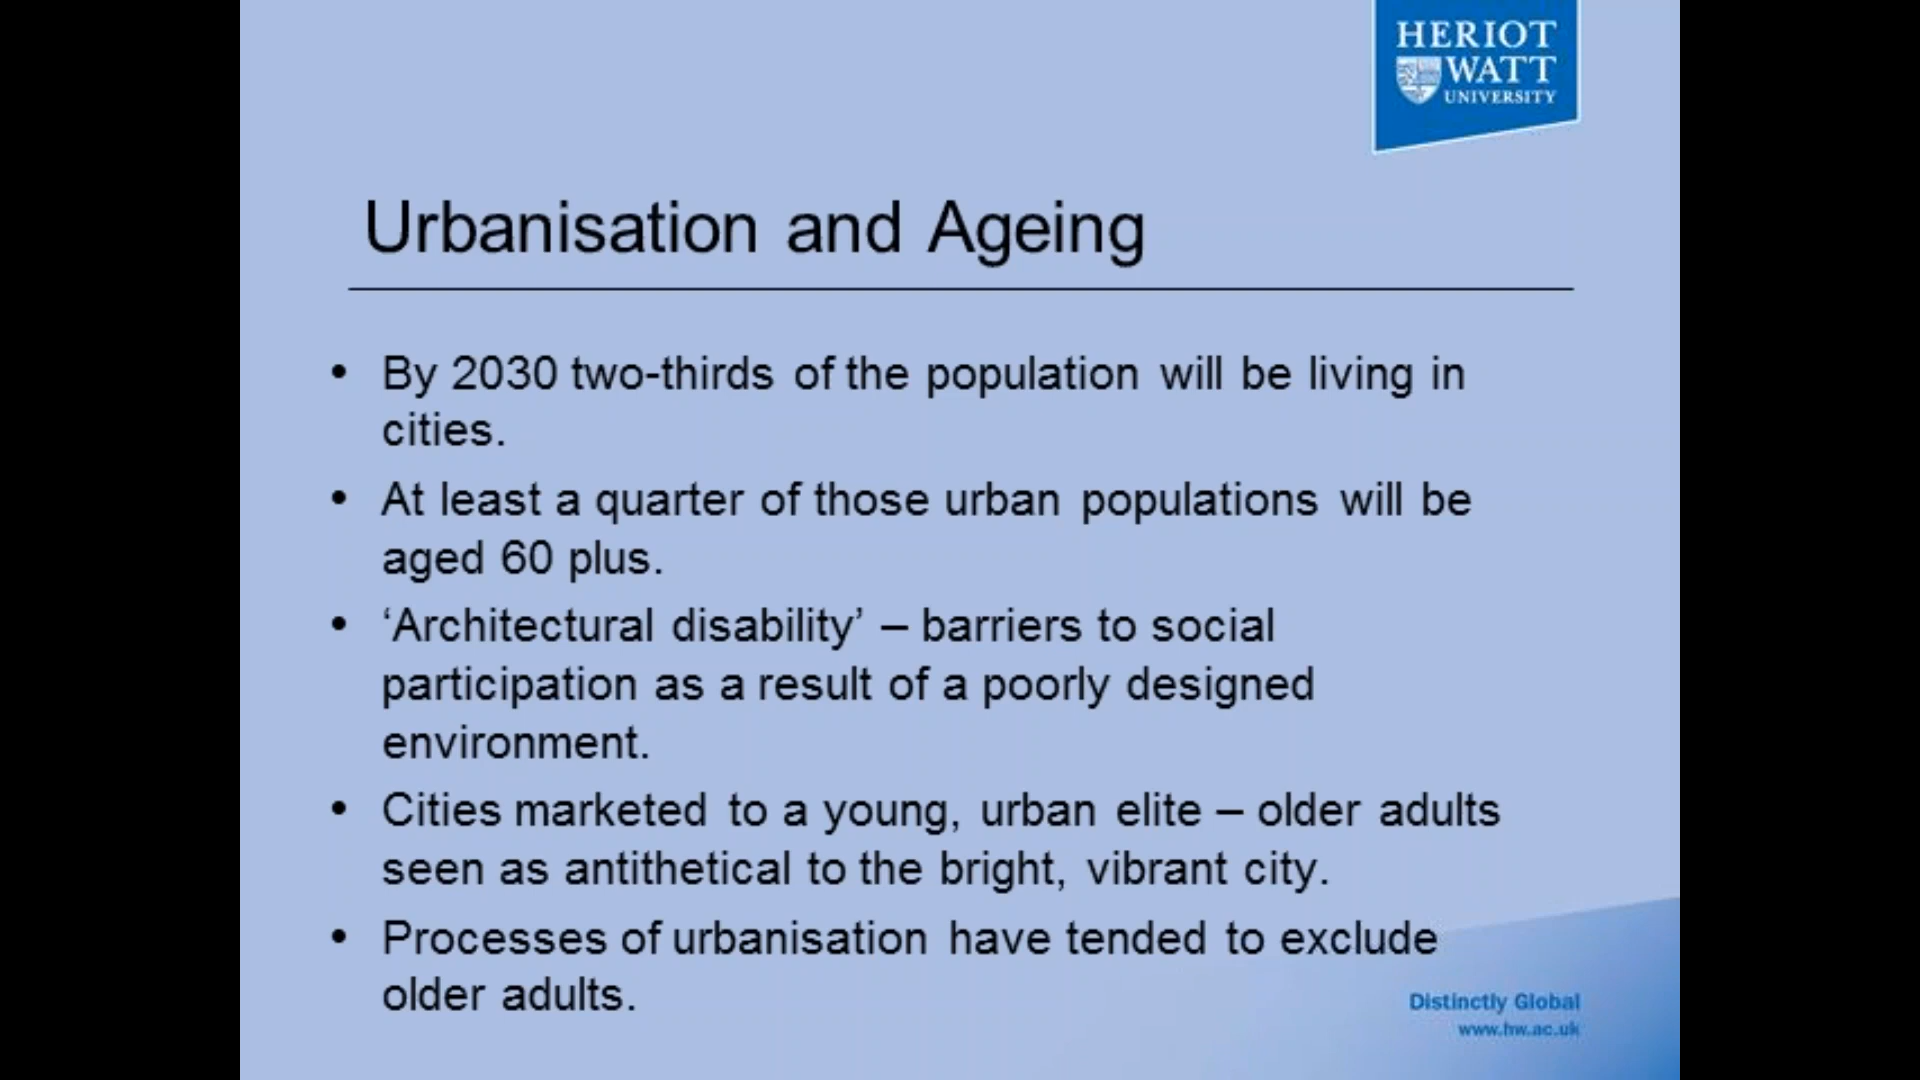 HERIOT
WATT
UNIVERSITY
Urbanisation and Ageing
• By 2030 two-thirds of the population will be living in
cities.
• At least a quarter of those urban populations will be
aged 60 plus.
• ‘Architectural disability’ – barriers to social
participation as a result of a poorly designed
environment.
• Cities marketed to a young, urban elite – older adults
seen as antithetical to the bright, vibrant city.
• Processes of urbanisation have tended to exclude
older adults.
Distinctly Global
www.hw.ac.uk